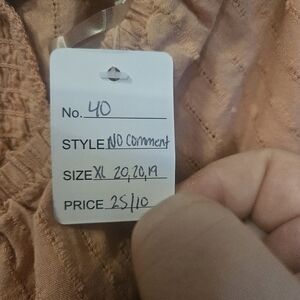 No. 40
STYLE No Comment
SIZE XL 20,20,19
PRICE 25/10